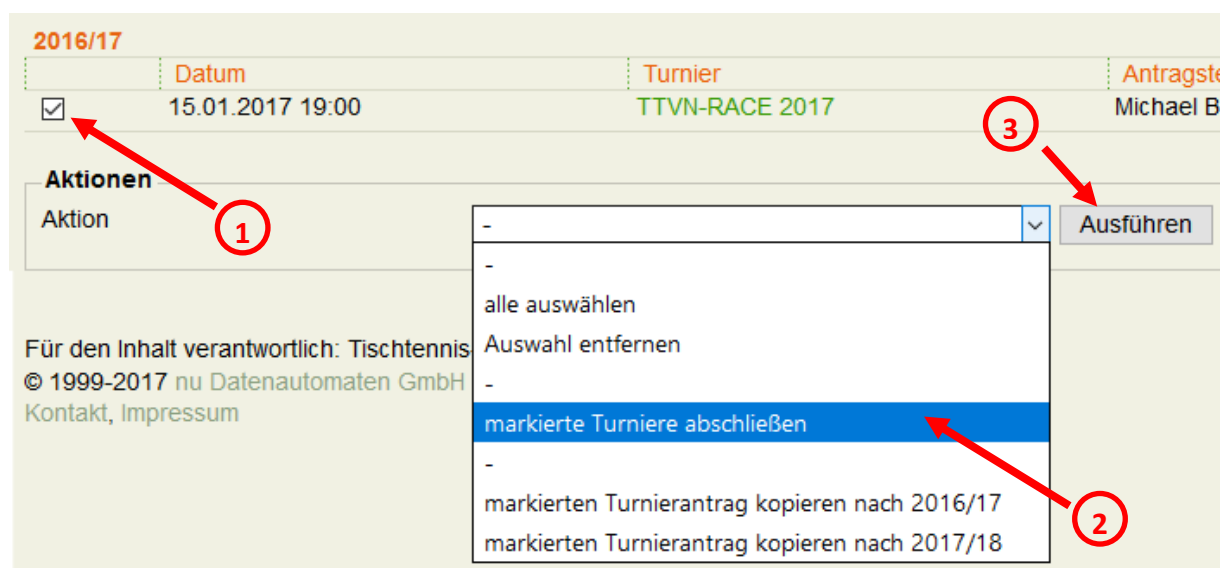 2016/17
Datum Turnier Antragste
15.01.2017 19:00 TTVN-RACE 2017 Michael B
3
Aktionen
Aktion - Ausführen
1
-
alle auswählen
Für den Inhalt verantwortlich: Tischtennis- Auswahl entfernen
© 1999-2017 nu Datenautomaten GmbH -
Kontakt, Impressum markierte Turniere abschließen
-
markierten Turnierantrag kopieren nach 2016/17
2
markierten Turnierantrag kopieren nach 2017/18